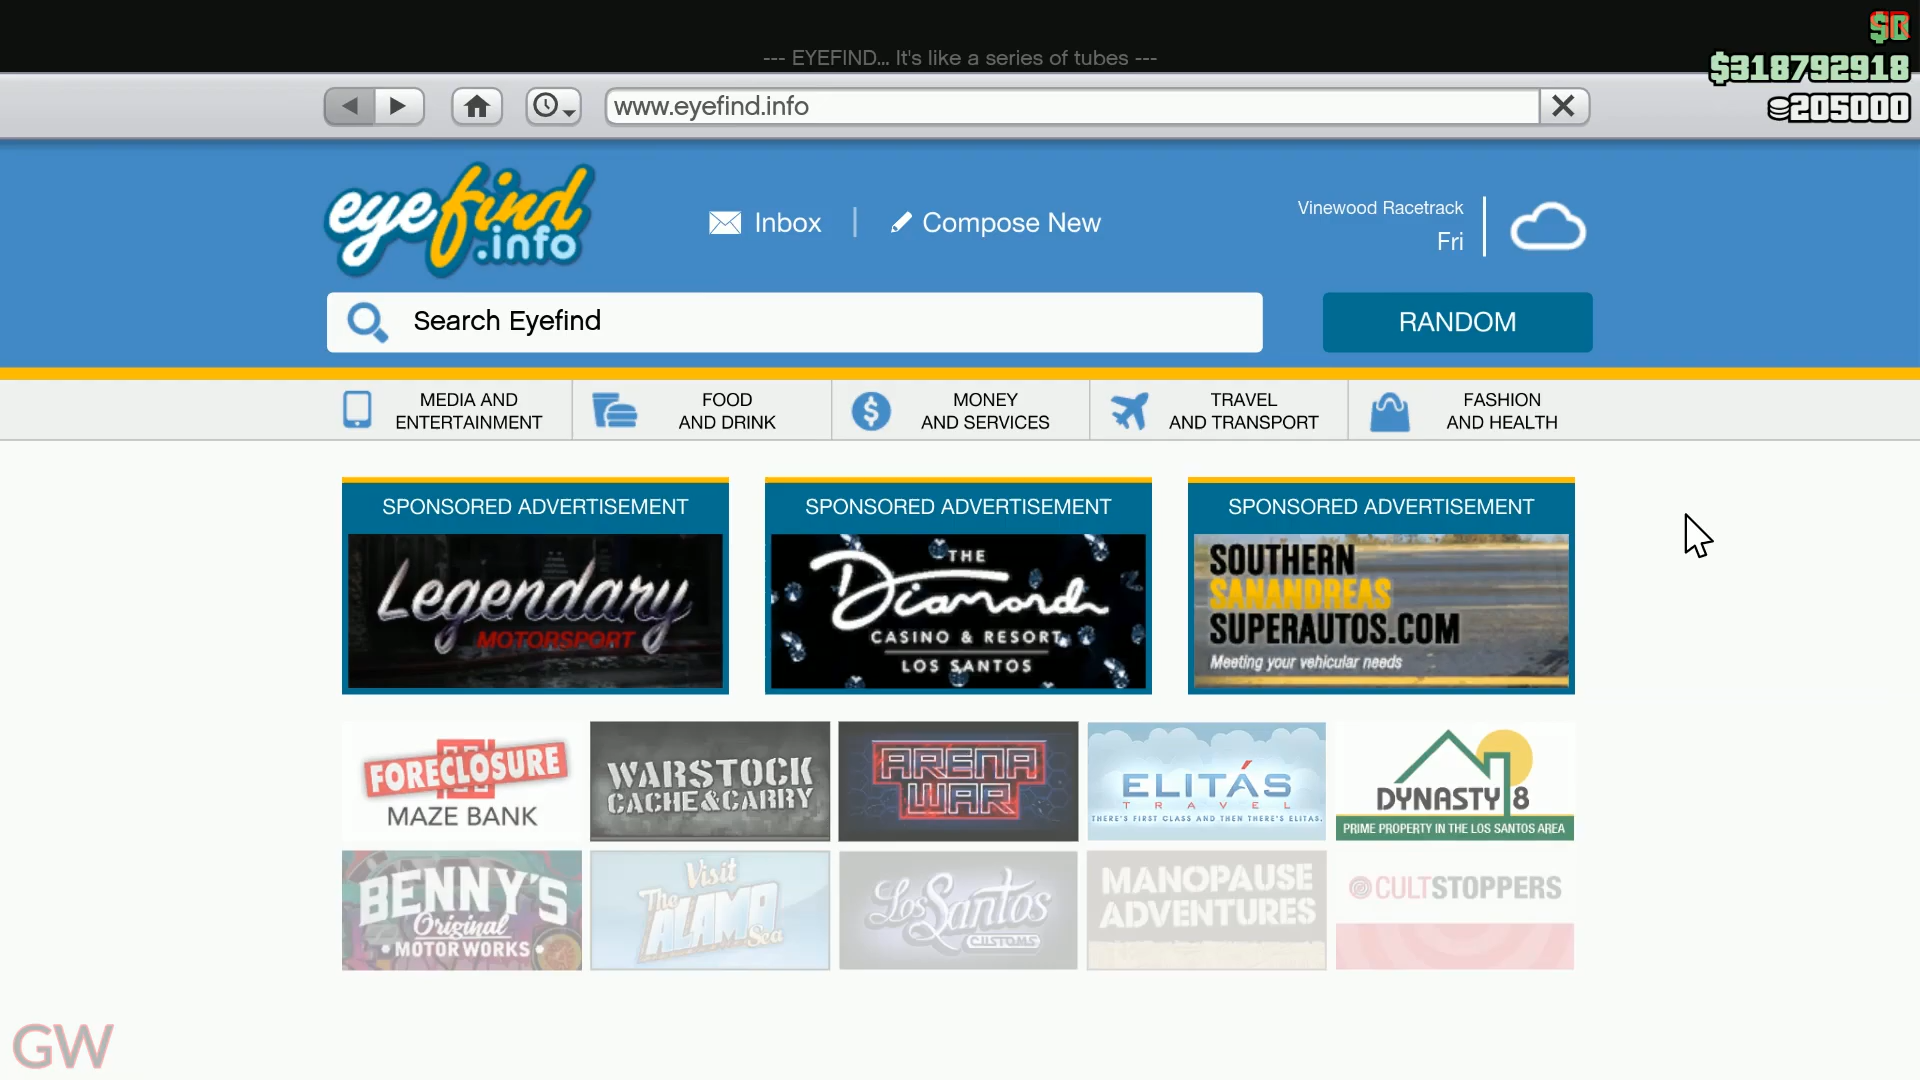 $0
--- EYEFIND... It's like a series of tubes ---
$318792918
www.eyefind.info
205000
eyefind
.info
Inbox
Compose New
Vinewood Racetrack
Fri
Search Eyefind
RANDOM
MEDIA AND
ENTERTAINMENT
FOOD
AND DRINK
MONEY
AND SERVICES
TRAVEL
AND TRANSPORT
FASHION
AND HEALTH
SPONSORED ADVERTISEMENT
Legendary
MOTORSPORT
SPONSORED ADVERTISEMENT
THE
Diamond
CASINO & RESORT
LOS SANTOS
SPONSORED ADVERTISEMENT
SOUTHERN
SANANDREAS
SUPERAUTOS.COM
Meeting your vehicular needs
FORECLOSURE
MAZE BANK
WARSTOCK
CACHE&CARRY
ARENA
WAR
ELITÁS
TRAVEL
THERE'S FIRST CLASS AND THEN THERE'S ELITAS.
DYNASTY 8
PRIME PROPERTY IN THE LOS SANTOS AREA
BENNY'S
Original
MOTOR WORKS
Visit
The
ALAMO
Sea
Los Santos
CUSTOMS
MANOPAUSE
ADVENTURES
CULTSTOPPERS
GW